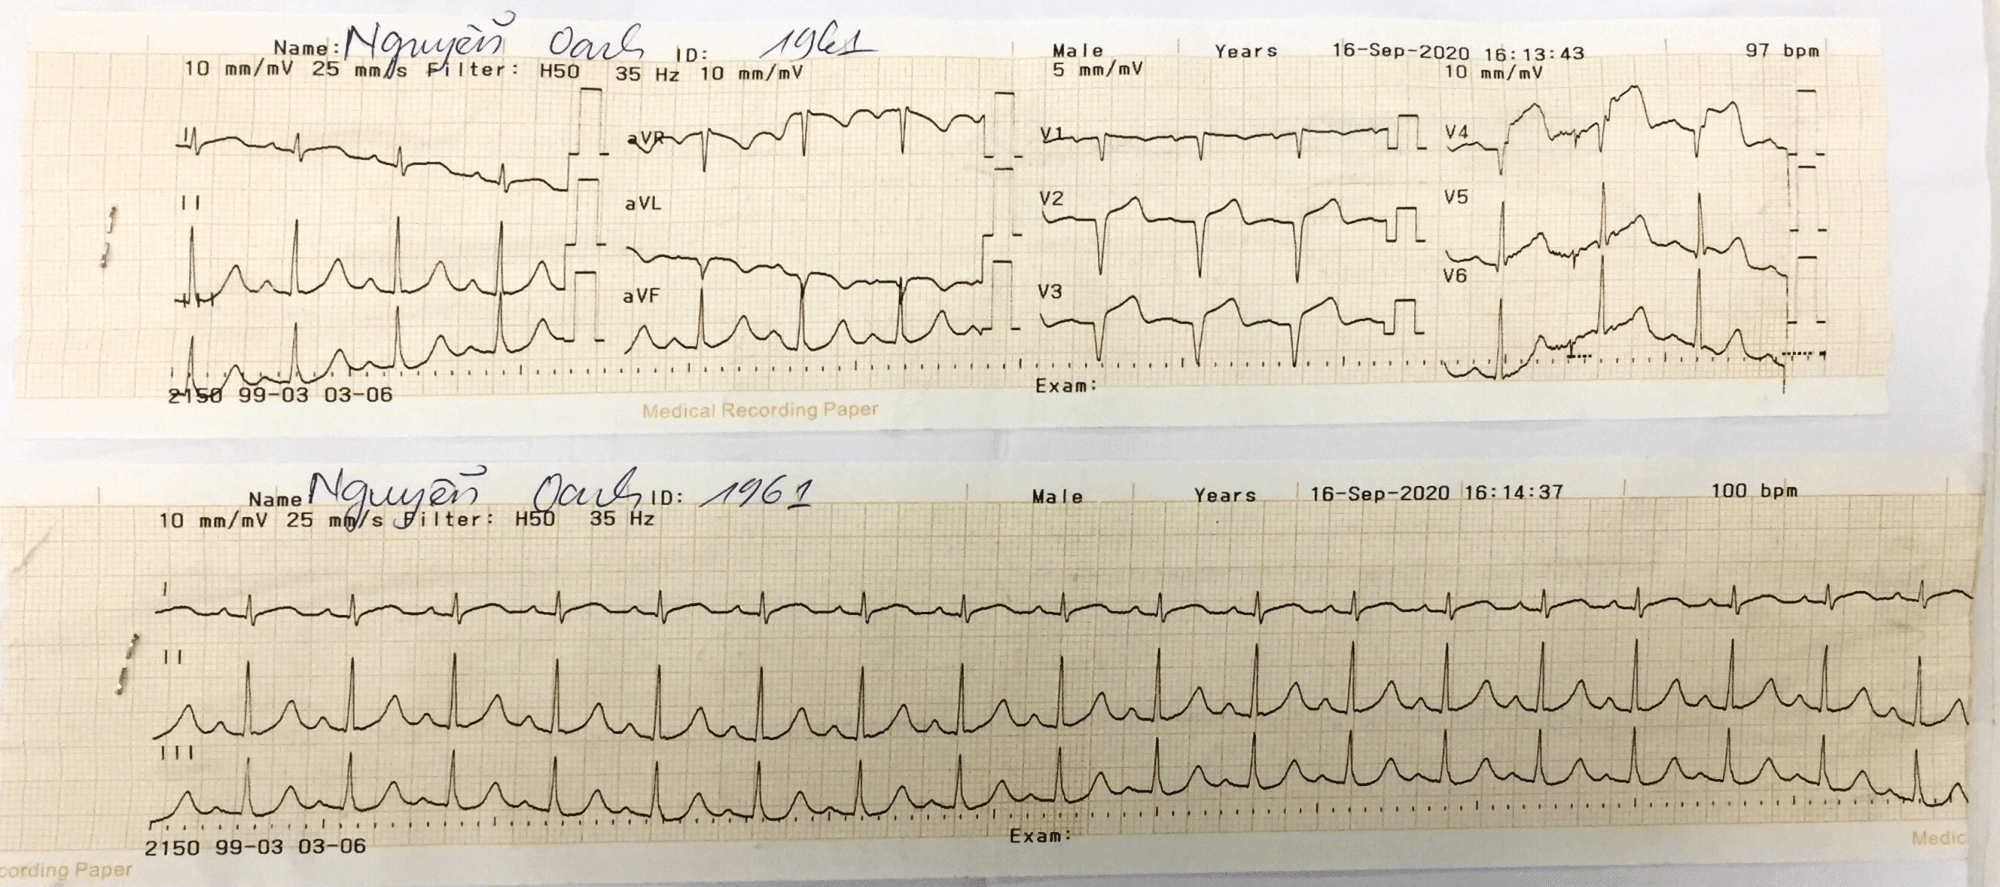 Name: Nguyễn Oanh ID: 1961 Male Years 16-Sep-2020 16:13:43 97 bpm
10 mm/mV 25 mm/s Filter: H50 35 Hz 10 mm/mV 5 mm/mV 10 mm/mV
I aVR V1 V4
II aVL V2 V5
III aVF V3 V6
2150 99-03 03-06 Exam:
Medical Recording Paper
Name Nguyễn Oanh ID: 1961 Male Years 16-Sep-2020 16:14:37 100 bpm
10 mm/mV 25 mm/s Filter: H50 35 Hz
I
II
III
2150 99-03 03-06 Exam:
cording Paper Medic